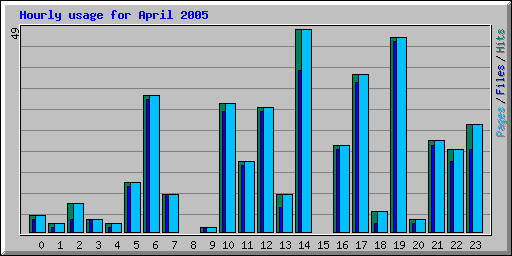 Hourly usage for April 2005
49
Pages/Files/Hits
0 1 2 3 4 5 6 7 8 9 10 11 12 13 14 15 16 17 18 19 20 21 22 23